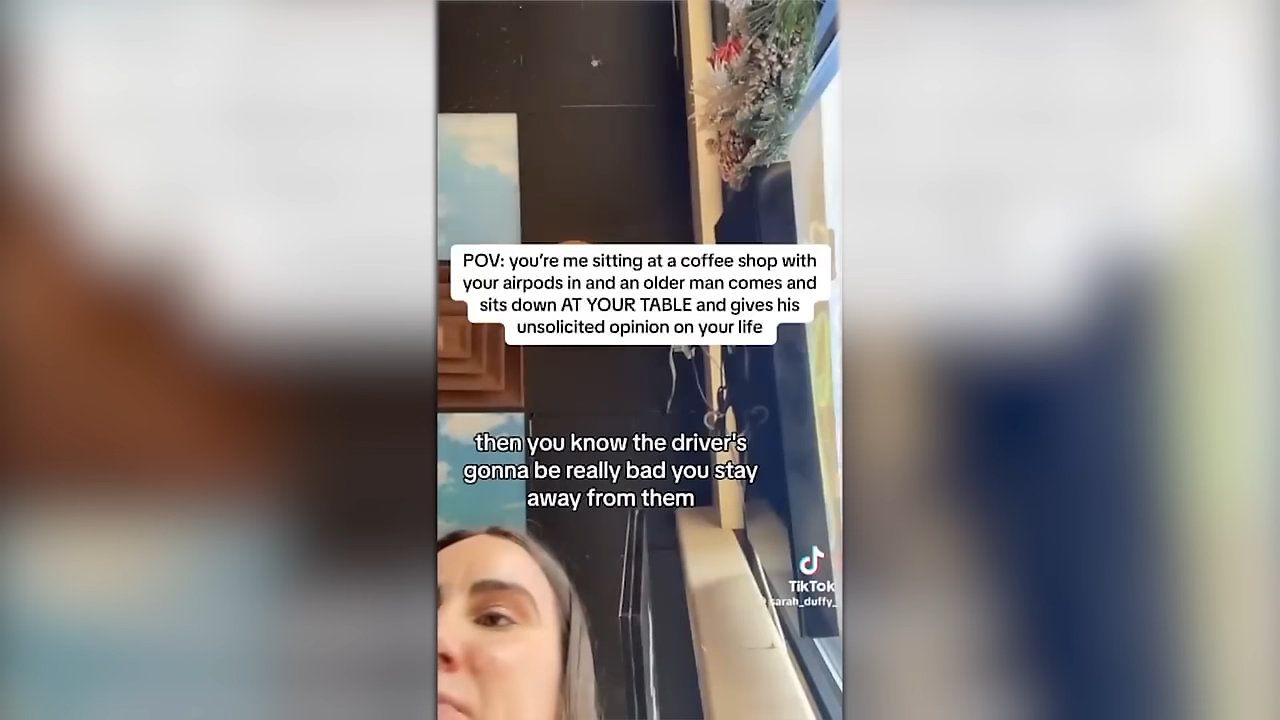 POV: you're me sitting at a coffee shop with
your airpods in and an older man comes and
sits down AT YOUR TABLE and gives his
unsolicited opinion on your life
then you know the driver's
gonna be really bad you stay
away from them
TikTok
sarah_duffy_